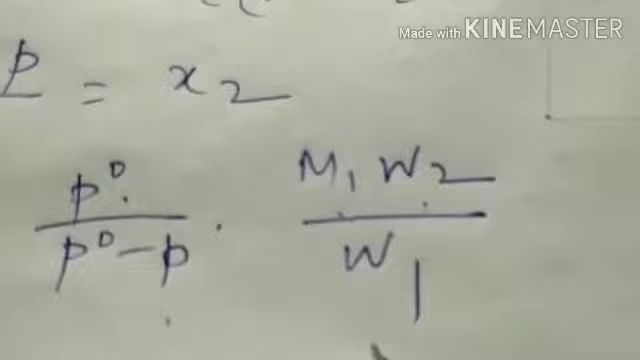 Made with KINEMASTER
p = x2
p° / p° - p . M1 W2 / W1